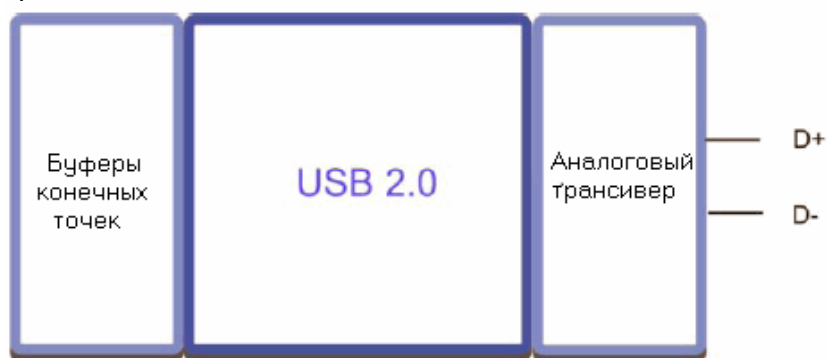 Буферы
конечных
точек
USB 2.0
Аналоговый
трансивер
D+
D-